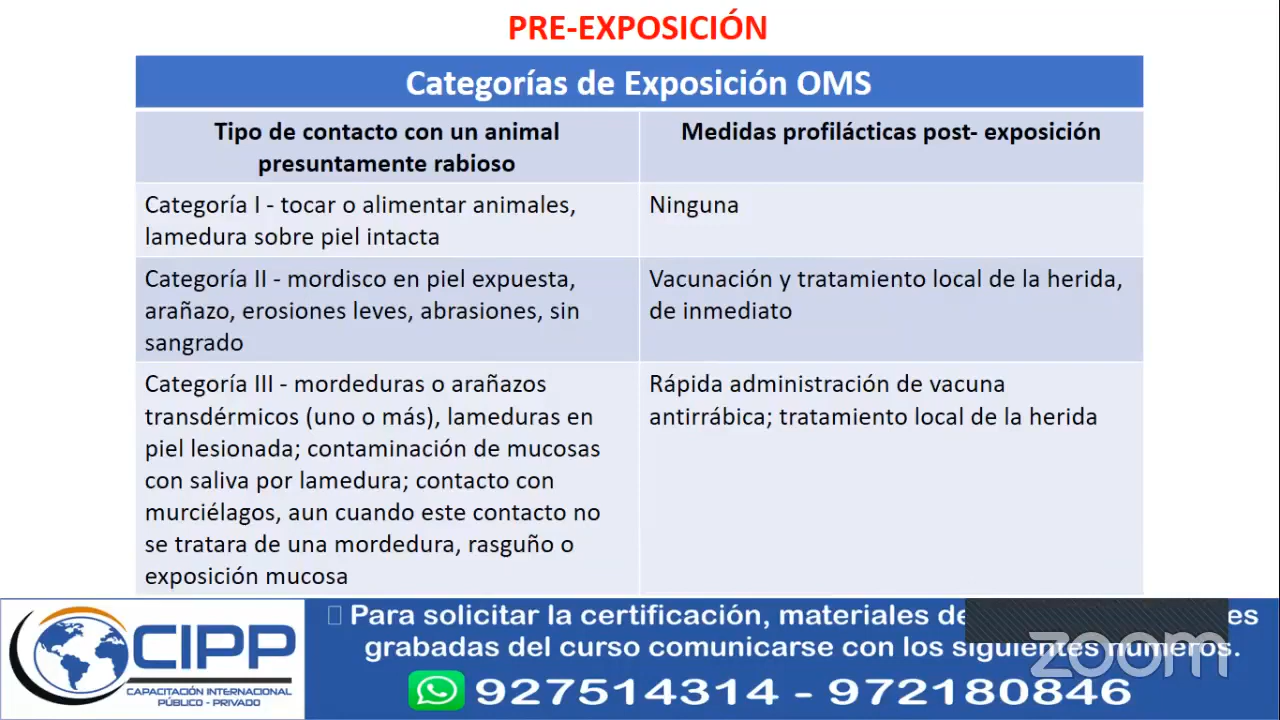 PRE-EXPOSICIÓN
Categorías de Exposición OMS
Tipo de contacto con un animal
presuntamente rabioso
Medidas profilácticas post- exposición
Categoría I - tocar o alimentar animales,
lamedura sobre piel intacta
Ninguna
Categoría II - mordisco en piel expuesta,
arañazo, erosiones leves, abrasiones, sin
sangrado
Vacunación y tratamiento local de la herida,
de inmediato
Categoría III - mordeduras o arañazos
transdérmicos (uno o más), lameduras en
piel lesionada; contaminación de mucosas
con saliva por lamedura; contacto con
murciélagos, aun cuando este contacto no
se tratara de una mordedura, rasguño o
exposición mucosa
Rápida administración de vacuna
antirrábica; tratamiento local de la herida
Para solicitar la certificación, materiales de
grabadas del curso comunicarse con los siguientes números.
927514314 - 972180846
CIPP
CAPACITACIÓN INTERNACIONAL
PÚBLICO - PRIVADO
zoom